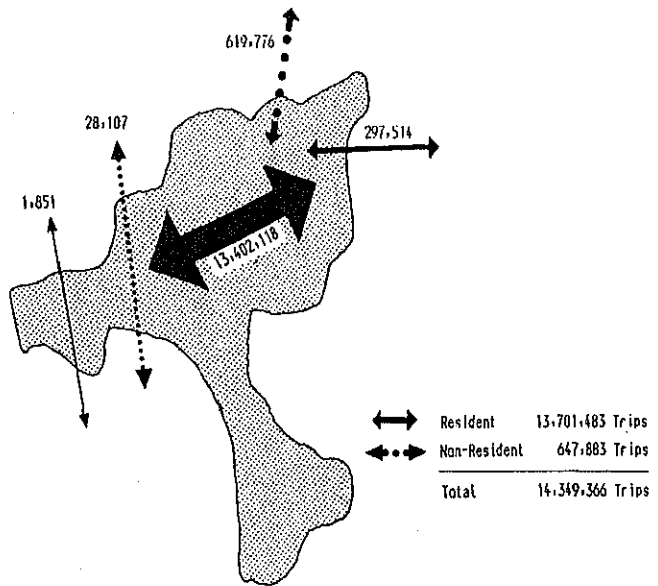 619,776
28,107
297,514
1,851
13,402,118
Resident 13,701,483 Trips
Non-Resident 647,883 Trips
Total 14,349,366 Trips